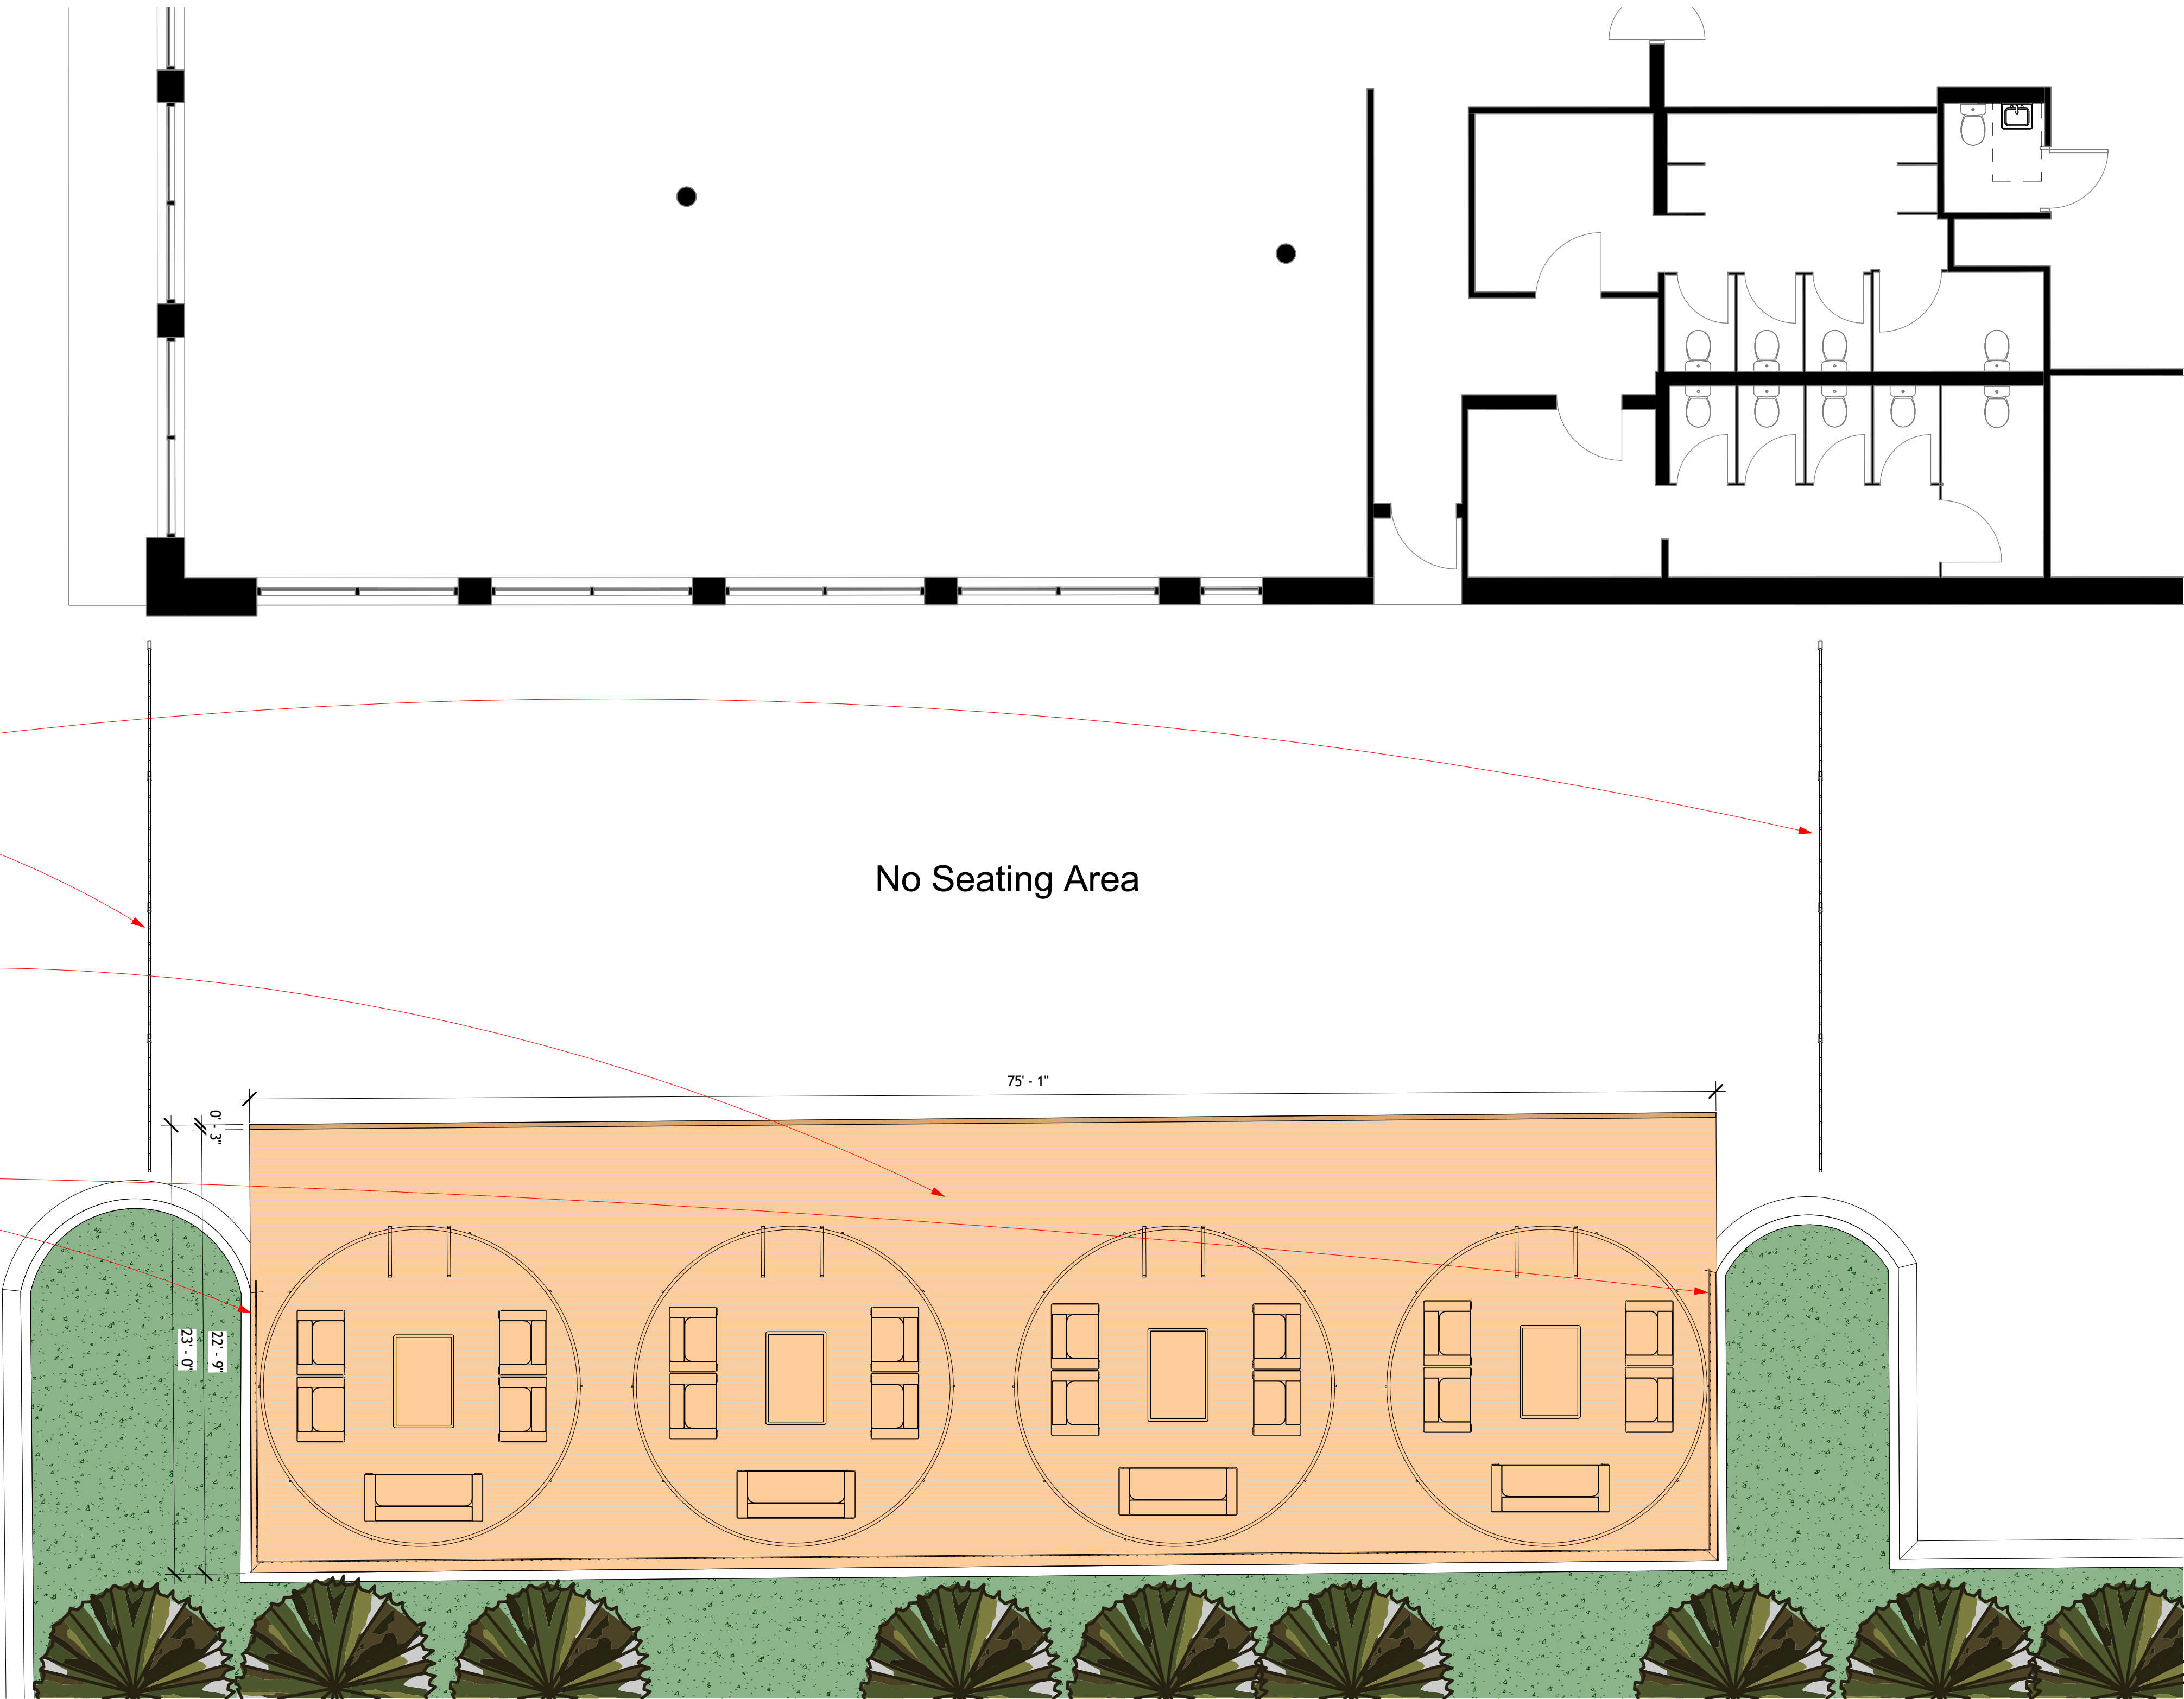 No Seating Area
75' - 1"
0' - 3"
22' - 9"
23' - 0"